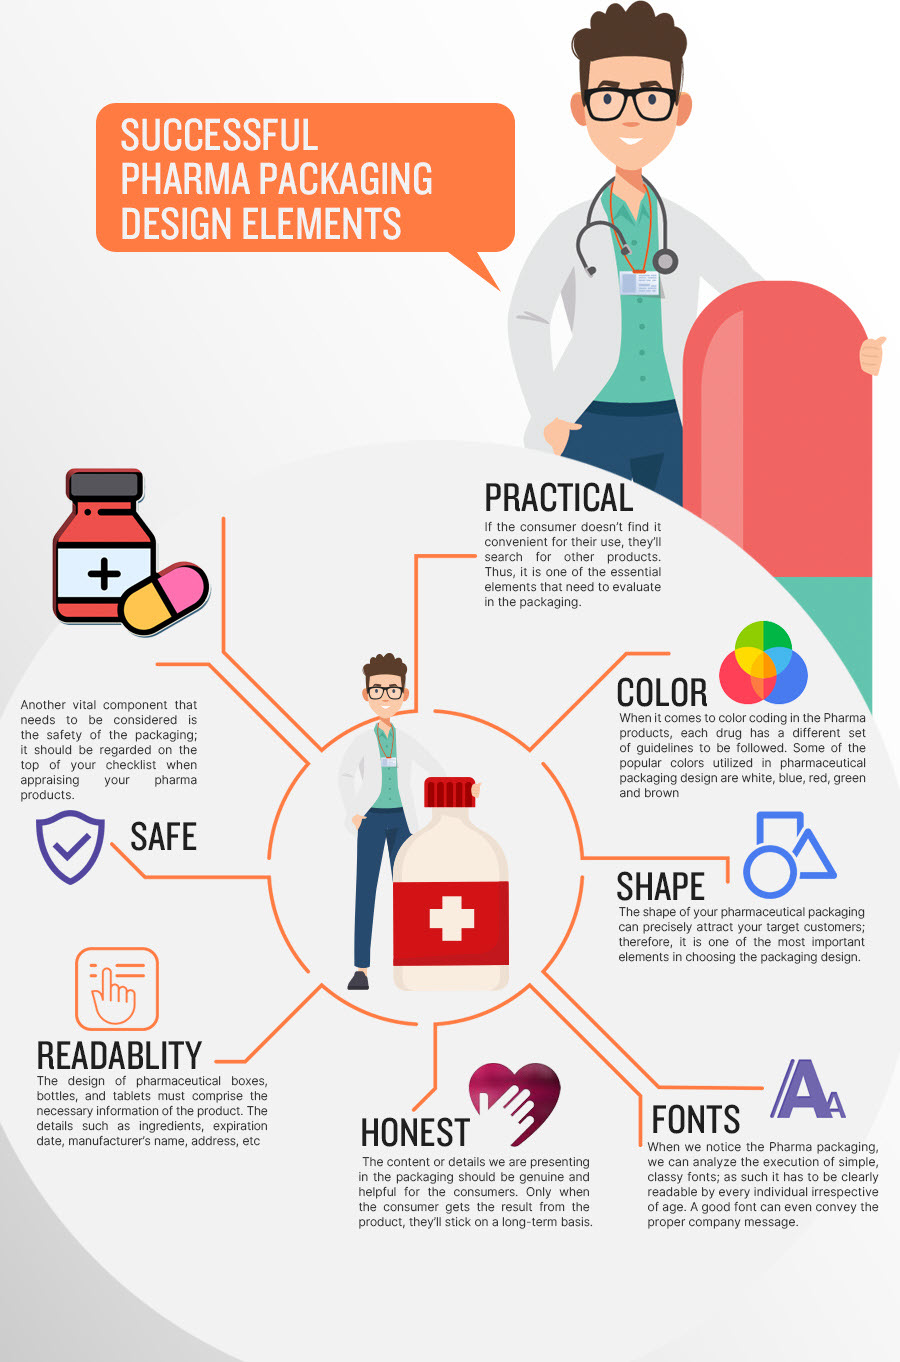 SUCCESSFUL
PHARMA PACKAGING
DESIGN ELEMENTS
PRACTICAL
If the consumer doesn't find it
convenient for their use, they'll
search for other products.
Thus, it is one of the essential
elements that need to evaluate
in the packaging.
COLOR
When it comes to color coding in the Pharma
products, each drug has a different set
of guidelines to be followed. Some of the
popular colors utilized in pharmaceutical
packaging design are white, blue, red, green
and brown
Another vital component that
needs to be considered is
the safety of the packaging;
it should be regarded on the
top of your checklist when
appraising your pharma
products.
SAFE
SHAPE
The shape of your pharmaceutical packaging
can precisely attract your target customers;
therefore, it is one of the most important
elements in choosing the packaging design.
READABLITY
The design of pharmaceutical boxes,
bottles, and tablets must comprise the
necessary information of the product. The
details such as ingredients, expiration
date, manufacturer's name, address, etc
HONEST
The content or details we are presenting
in the packaging should be genuine and
helpful for the consumers. Only when
the consumer gets the result from the
product, they'll stick on a long-term basis.
A A
FONTS
When we notice the Pharma packaging,
we can analyze the execution of simple,
classy fonts; as such it has to be clearly
readable by every individual irrespective
of age. A good font can even convey the
proper company message.